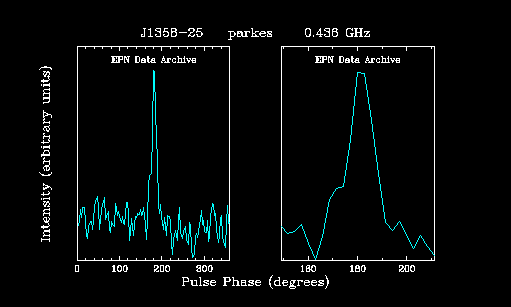 J1358-25 parkes 0.436 GHz
EPN Data Archive EPN Data Archive
Intensity (arbitrary units)
0 100 200 300 180 190 200
Pulse Phase (degrees)